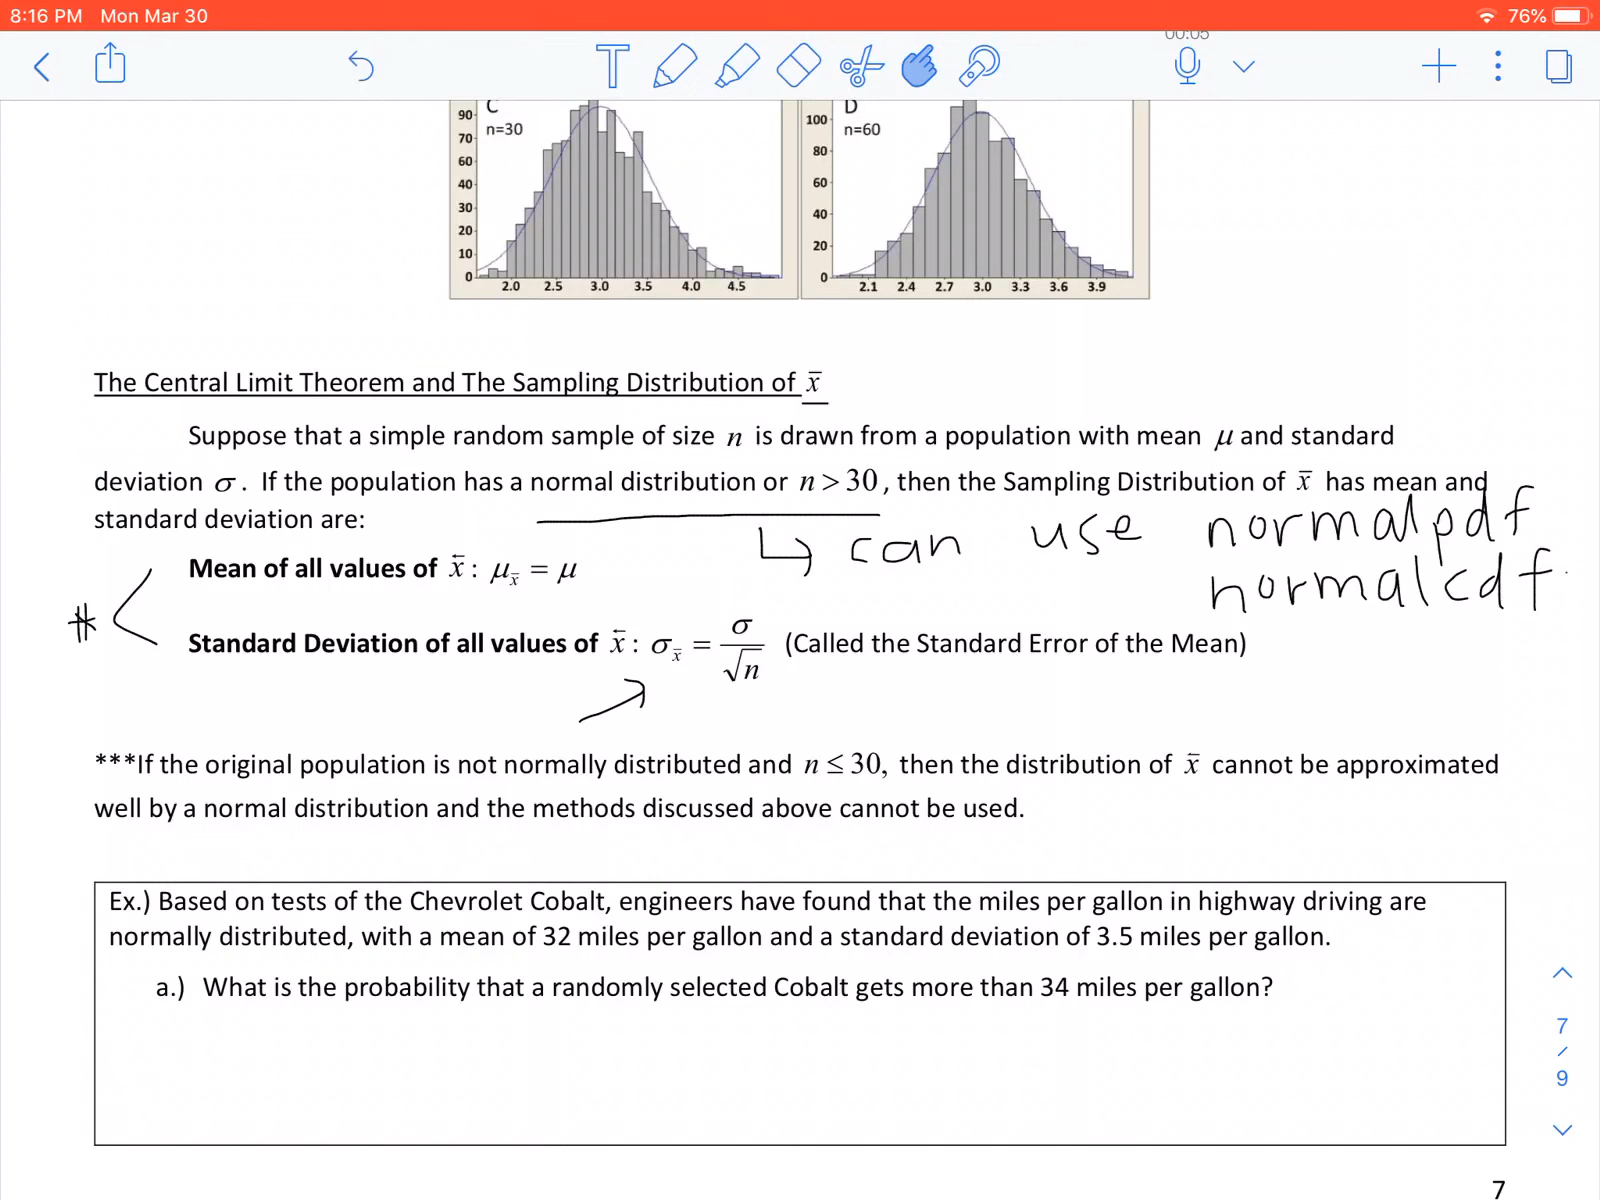 8:16 PM Mon Mar 30
76%
00:05
T
C
n=30
90
70
60
40
30
20
10
0
2.0 2.5 3.0 3.5 4.0 4.5
D
n=60
100
80
60
40
20
0
2.1 2.4 2.7 3.0 3.3 3.6 3.9
The Central Limit Theorem and The Sampling Distribution of x̄
Suppose that a simple random sample of size n is drawn from a population with mean μ and standard
deviation σ. If the population has a normal distribution or n > 30, then the Sampling Distribution of x̄ has mean and
standard deviation are:
↳ can use normalpdf
normalcdf
Mean of all values of x̄: μx̄ = μ
*
Standard Deviation of all values of x̄: σx̄ = σ/√n (Called the Standard Error of the Mean)
***If the original population is not normally distributed and n ≤ 30, then the distribution of x̄ cannot be approximated
well by a normal distribution and the methods discussed above cannot be used.
Ex.) Based on tests of the Chevrolet Cobalt, engineers have found that the miles per gallon in highway driving are
normally distributed, with a mean of 32 miles per gallon and a standard deviation of 3.5 miles per gallon.
a.) What is the probability that a randomly selected Cobalt gets more than 34 miles per gallon?
7
/
9
7